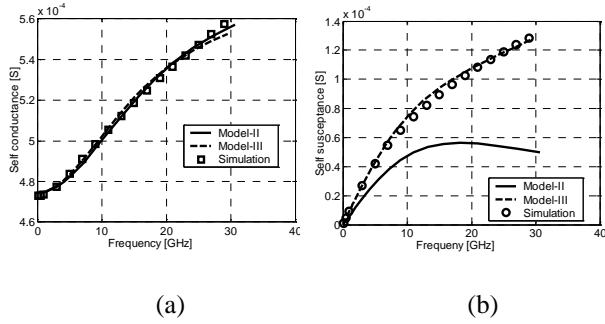 x 10^-4
5.6
5.4
5.2
5
4.8
4.6
Self conductance [S]
Model-II
Model-III
Simulation
0 10 20 30 40
Frequency [GHz]
(a)
x 10^-4
1.4
1.2
1
0.8
0.6
0.4
0.2
0
Self susceptance [S]
Model-II
Model-III
Simulation
0 10 20 30 40
Frequeny [GHz]
(b)